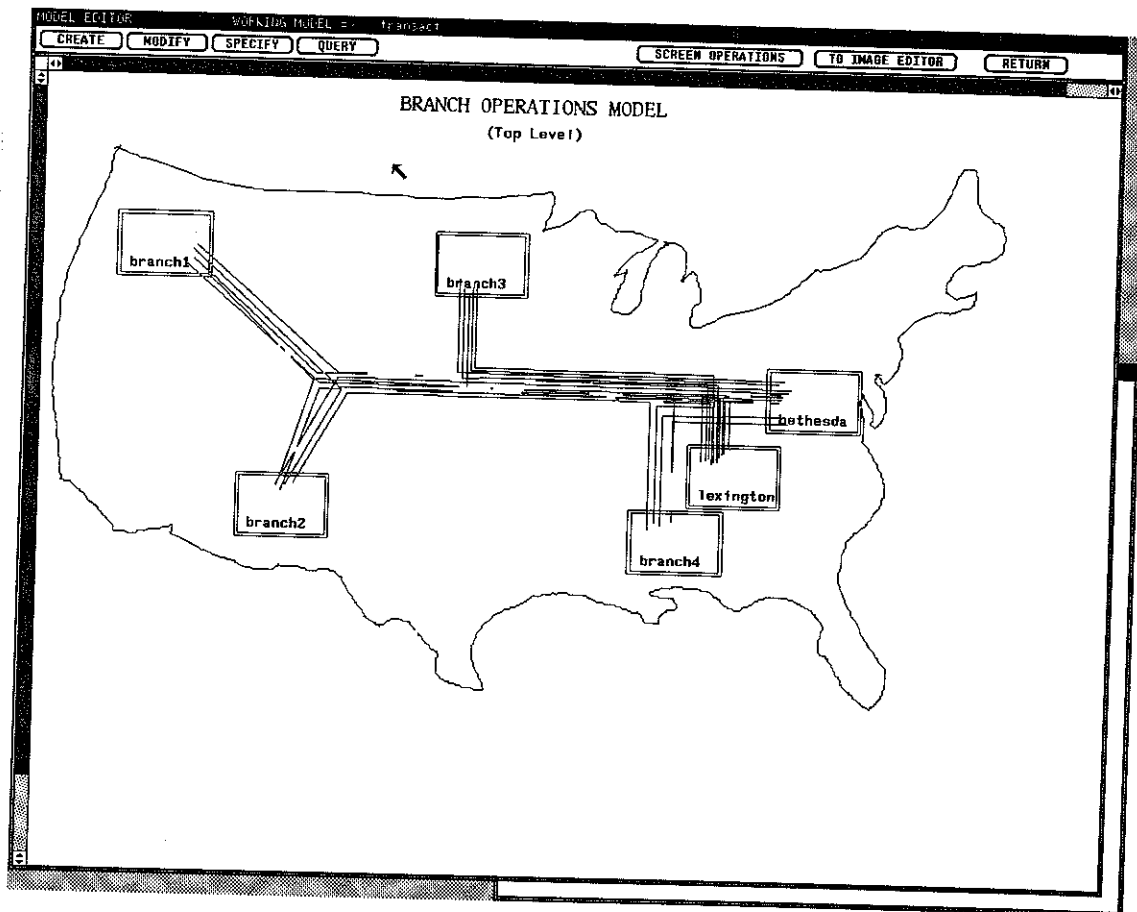 MODEL EDITOR WORKING MODEL => transact
CREATE MODIFY SPECIFY QUERY SCREEN OPERATIONS TO IMAGE EDITOR RETURN
BRANCH OPERATIONS MODEL
(Top Level)
branch1
branch3
bethesda
lexington
branch2
branch4